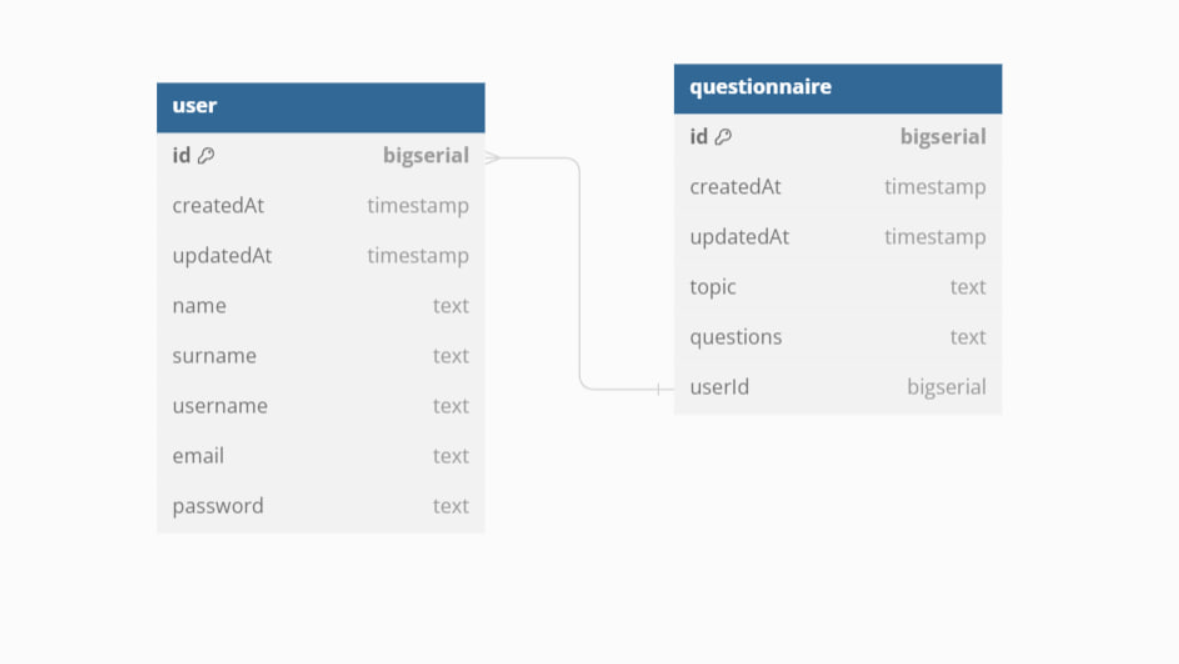 user
id bigserial
createdAt timestamp
updatedAt timestamp
name text
surname text
username text
email text
password text
questionnaire
id bigserial
createdAt timestamp
updatedAt timestamp
topic text
questions text
userId bigserial